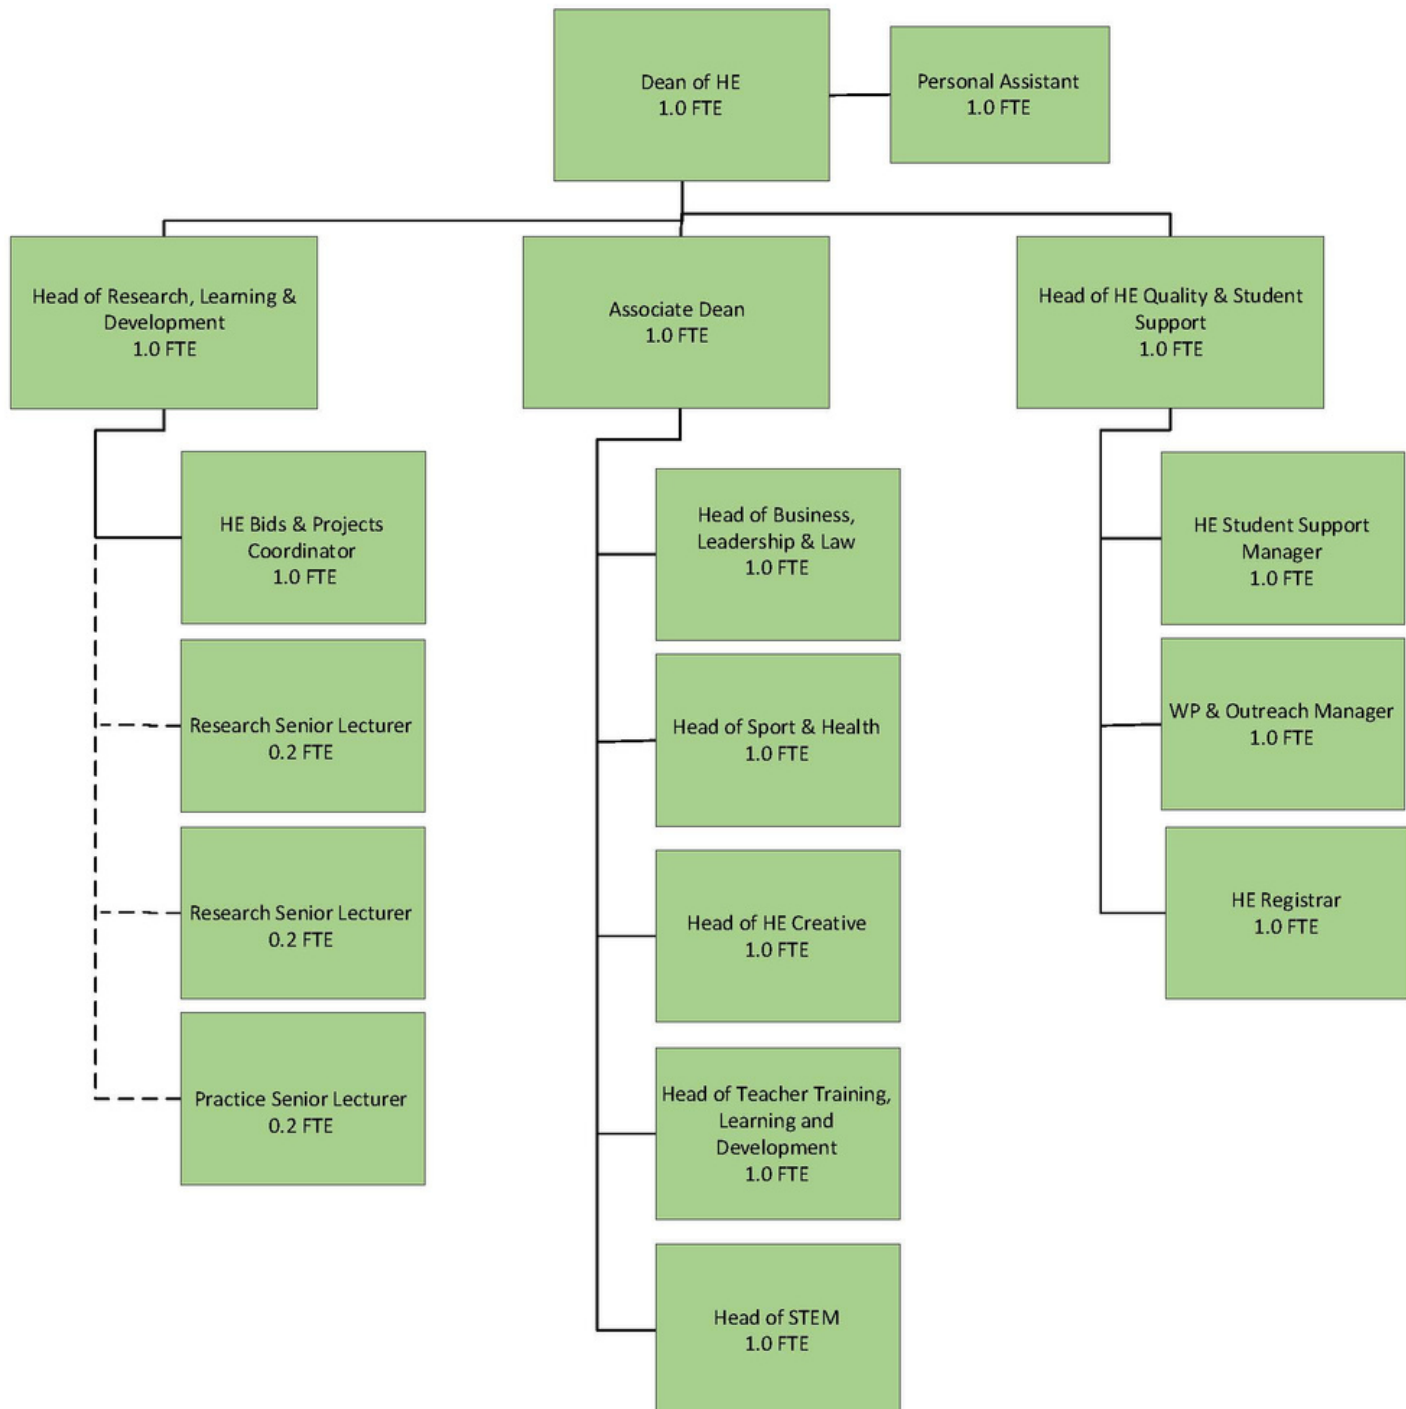 Dean of HE
1.0 FTE
Personal Assistant
1.0 FTE
Head of Research, Learning &
Development
1.0 FTE
Associate Dean
1.0 FTE
Head of HE Quality & Student
Support
1.0 FTE
HE Bids & Projects
Coordinator
1.0 FTE
Research Senior Lecturer
0.2 FTE
Research Senior Lecturer
0.2 FTE
Practice Senior Lecturer
0.2 FTE
Head of Business,
Leadership & Law
1.0 FTE
Head of Sport & Health
1.0 FTE
Head of HE Creative
1.0 FTE
Head of Teacher Training,
Learning and
Development
1.0 FTE
Head of STEM
1.0 FTE
HE Student Support
Manager
1.0 FTE
WP & Outreach Manager
1.0 FTE
HE Registrar
1.0 FTE